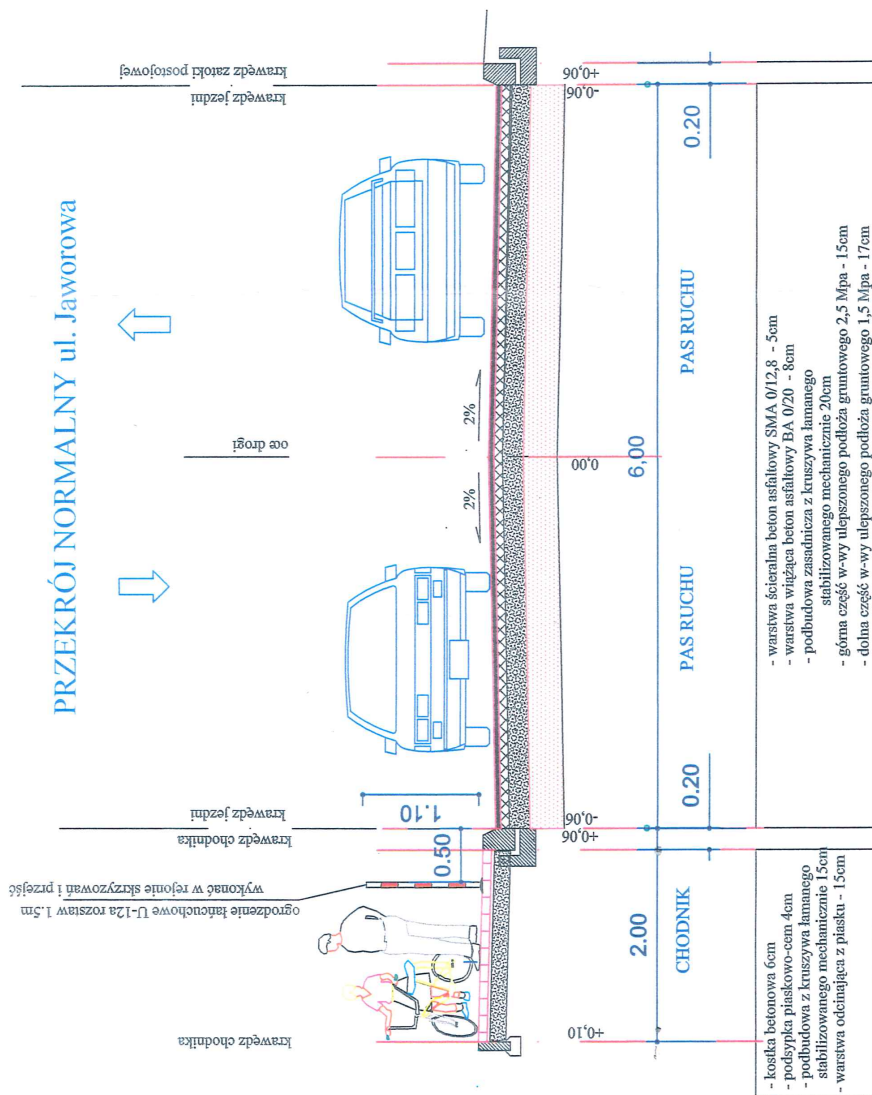 PRZEKRÓJ NORMALNY ul. Jaworowa
krawędź chodnika
ogrodzenie łańcuchowe U-12a rozstaw 1.5m
wykonać w rejonie skrzyzowań i przejść
krawędź chodnika
krawędź jezdni
oce drogi
krawędź jezdni
krawędź zatoki postojowej
1.10
0.50
2%
2%
+0,10
+0,06
-0,06
0,00
-0,06
+0,06
2.00
6,00
0.20
0.20
CHODNIK
PAS RUCHU
PAS RUCHU
- kostka betonowa 6cm
- podsypka piaskowo-cem 4cm
- podbudowa z kruszywa łamanego
stabilizowanego mechanicznie 15cm
- warstwa odcinająca z piasku - 15cm
- warstwa ścieralna beton asfaltowy SMA 0/12,8 - 5cm
- warstwa wiążąca beton asfaltowy BA 0/20 - 8cm
- podbudowa zasadnicza z kruszywa łamanego
stabilizowanego mechanicznie 20cm
- górna część w-wy ulepszonego podłoża gruntowego 2,5 Mpa - 15cm
- dolna część w-wy ulepszonego podłoża gruntowego 1,5 Mpa - 17cm